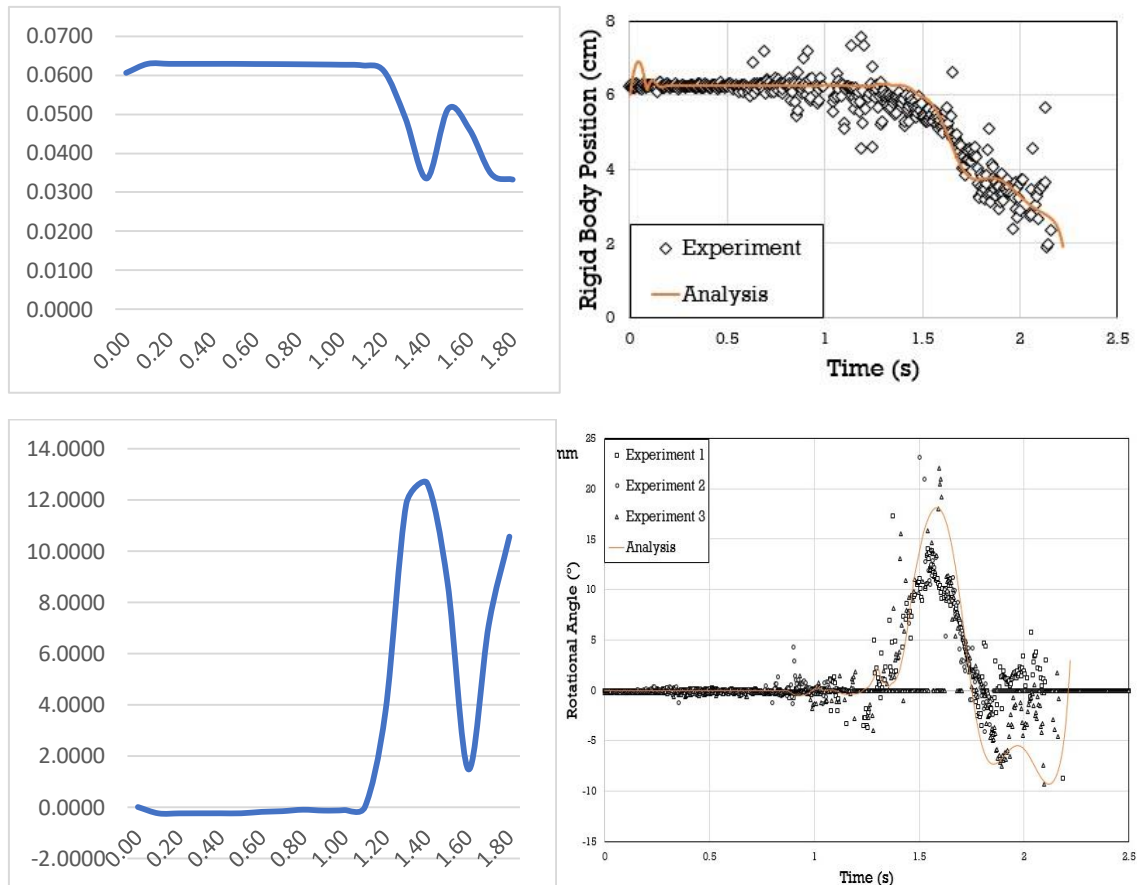 0.0700
0.0600
0.0500
0.0400
0.0300
0.0200
0.0100
0.0000
0.00 0.20 0.40 0.60 0.80 1.00 1.20 1.40 1.60 1.80
Rigid Body Position (cm)
8
6
4
2
0
Experiment
Analysis
0 0.5 1 1.5 2 2.5
Time (s)
14.0000
12.0000
10.0000
8.0000
6.0000
4.0000
2.0000
0.0000
-2.0000
0.00 0.20 0.40 0.60 0.80 1.00 1.20 1.40 1.60 1.80
mm
Rotational Angle (°)
25
20
15
10
5
0
-5
-10
-15
Experiment 1
Experiment 2
Experiment 3
Analysis
0 0.5 1 1.5 2 2.5
Time (s)